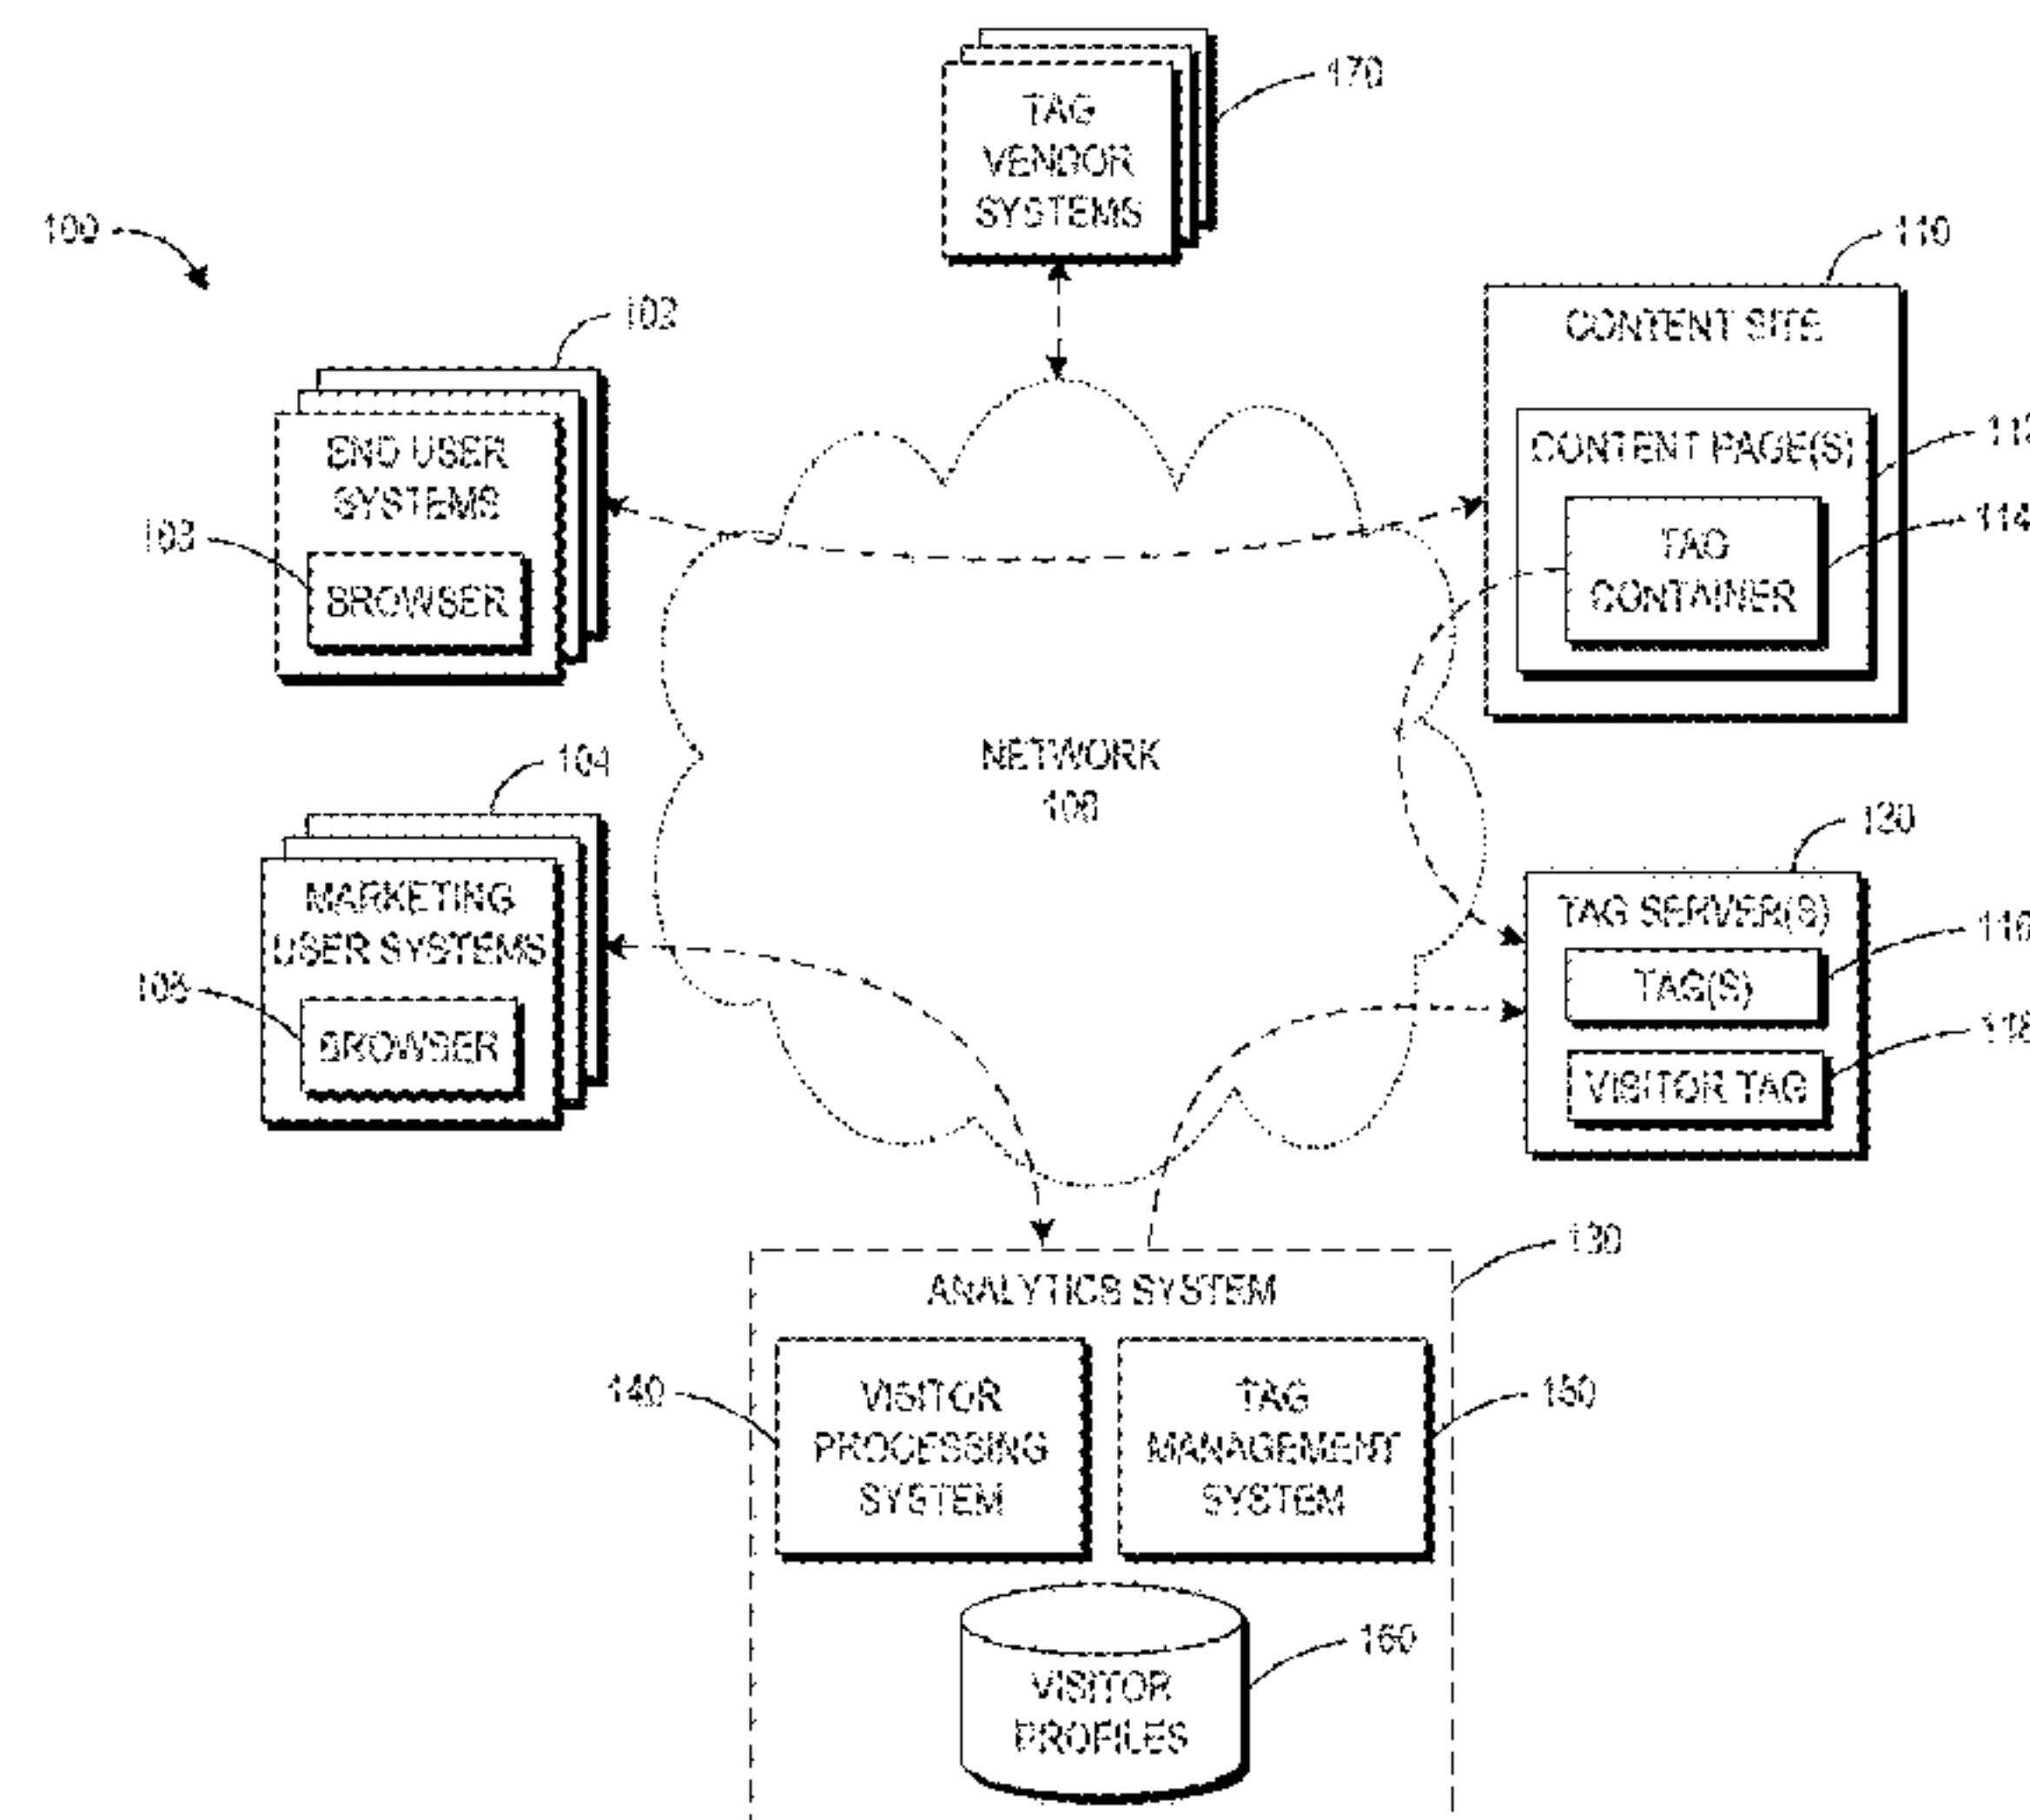 170
TAG
VENDOR
SYSTEMS
100
110
102
CONTENT SITE
END USER
SYSTEMS
CONTENT PAGE(S)
103
BROWSER
114
TAG
CONTAINER
NETWORK
104
120
MARKETING
USER SYSTEMS
TAG SERVER(S)
TAG(S)
BROWSER
VISITOR TAG
130
ANALYTICS SYSTEM
140
VISITOR
PROCESSING
SYSTEM
TAG
MANAGEMENT
SYSTEM
150
160
VISITOR
PROFILES